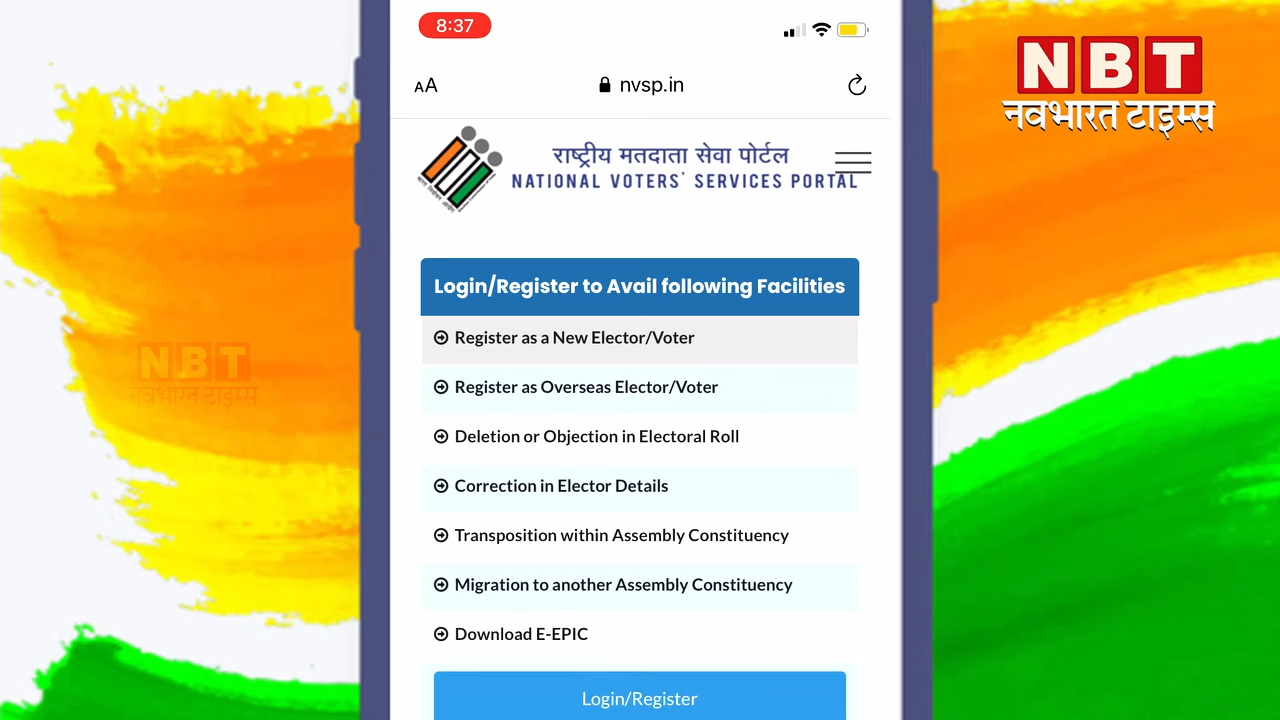 8:37
AA
nvsp.in
NBT
नवभारत टाइम्स
राष्ट्रीय मतदाता सेवा पोर्टल
NATIONAL VOTERS' SERVICES PORTAL
Login/Register to Avail following Facilities
Register as a New Elector/Voter
NBT
नवभारत टाइम्स
Register as Overseas Elector/Voter
Deletion or Objection in Electoral Roll
Correction in Elector Details
Transposition within Assembly Constituency
Migration to another Assembly Constituency
Download E-EPIC
Login/Register